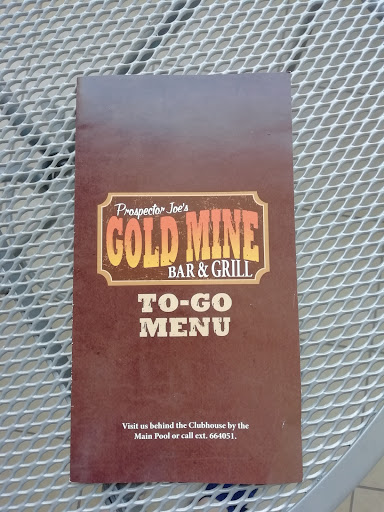 Prospector Joe's
GOLD MINE
BAR & GRILL
TO-GO
MENU
Visit us behind the Clubhouse by the
Main Pool or call ext. 664051.